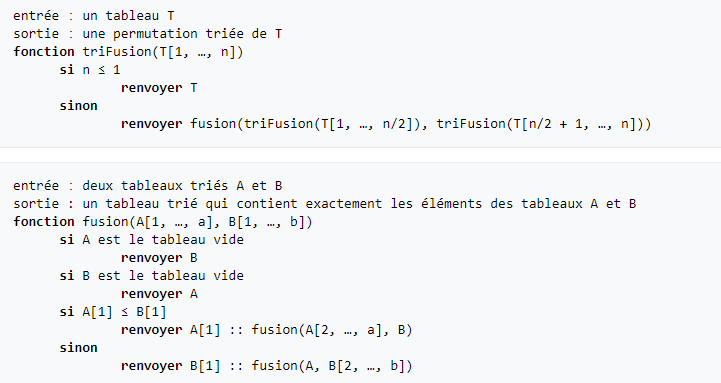 entrée : un tableau T
sortie : une permutation triée de T
fonction triFusion(T[1, …, n])
si n ≤ 1
renvoyer T
sinon
renvoyer fusion(triFusion(T[1, …, n/2]), triFusion(T[n/2 + 1, …, n]))
entrée : deux tableaux triés A et B
sortie : un tableau trié qui contient exactement les éléments des tableaux A et B
fonction fusion(A[1, …, a], B[1, …, b])
si A est le tableau vide
renvoyer B
si B est le tableau vide
renvoyer A
si A[1] ≤ B[1]
renvoyer A[1] :: fusion(A[2, …, a], B)
sinon
renvoyer B[1] :: fusion(A, B[2, …, b])